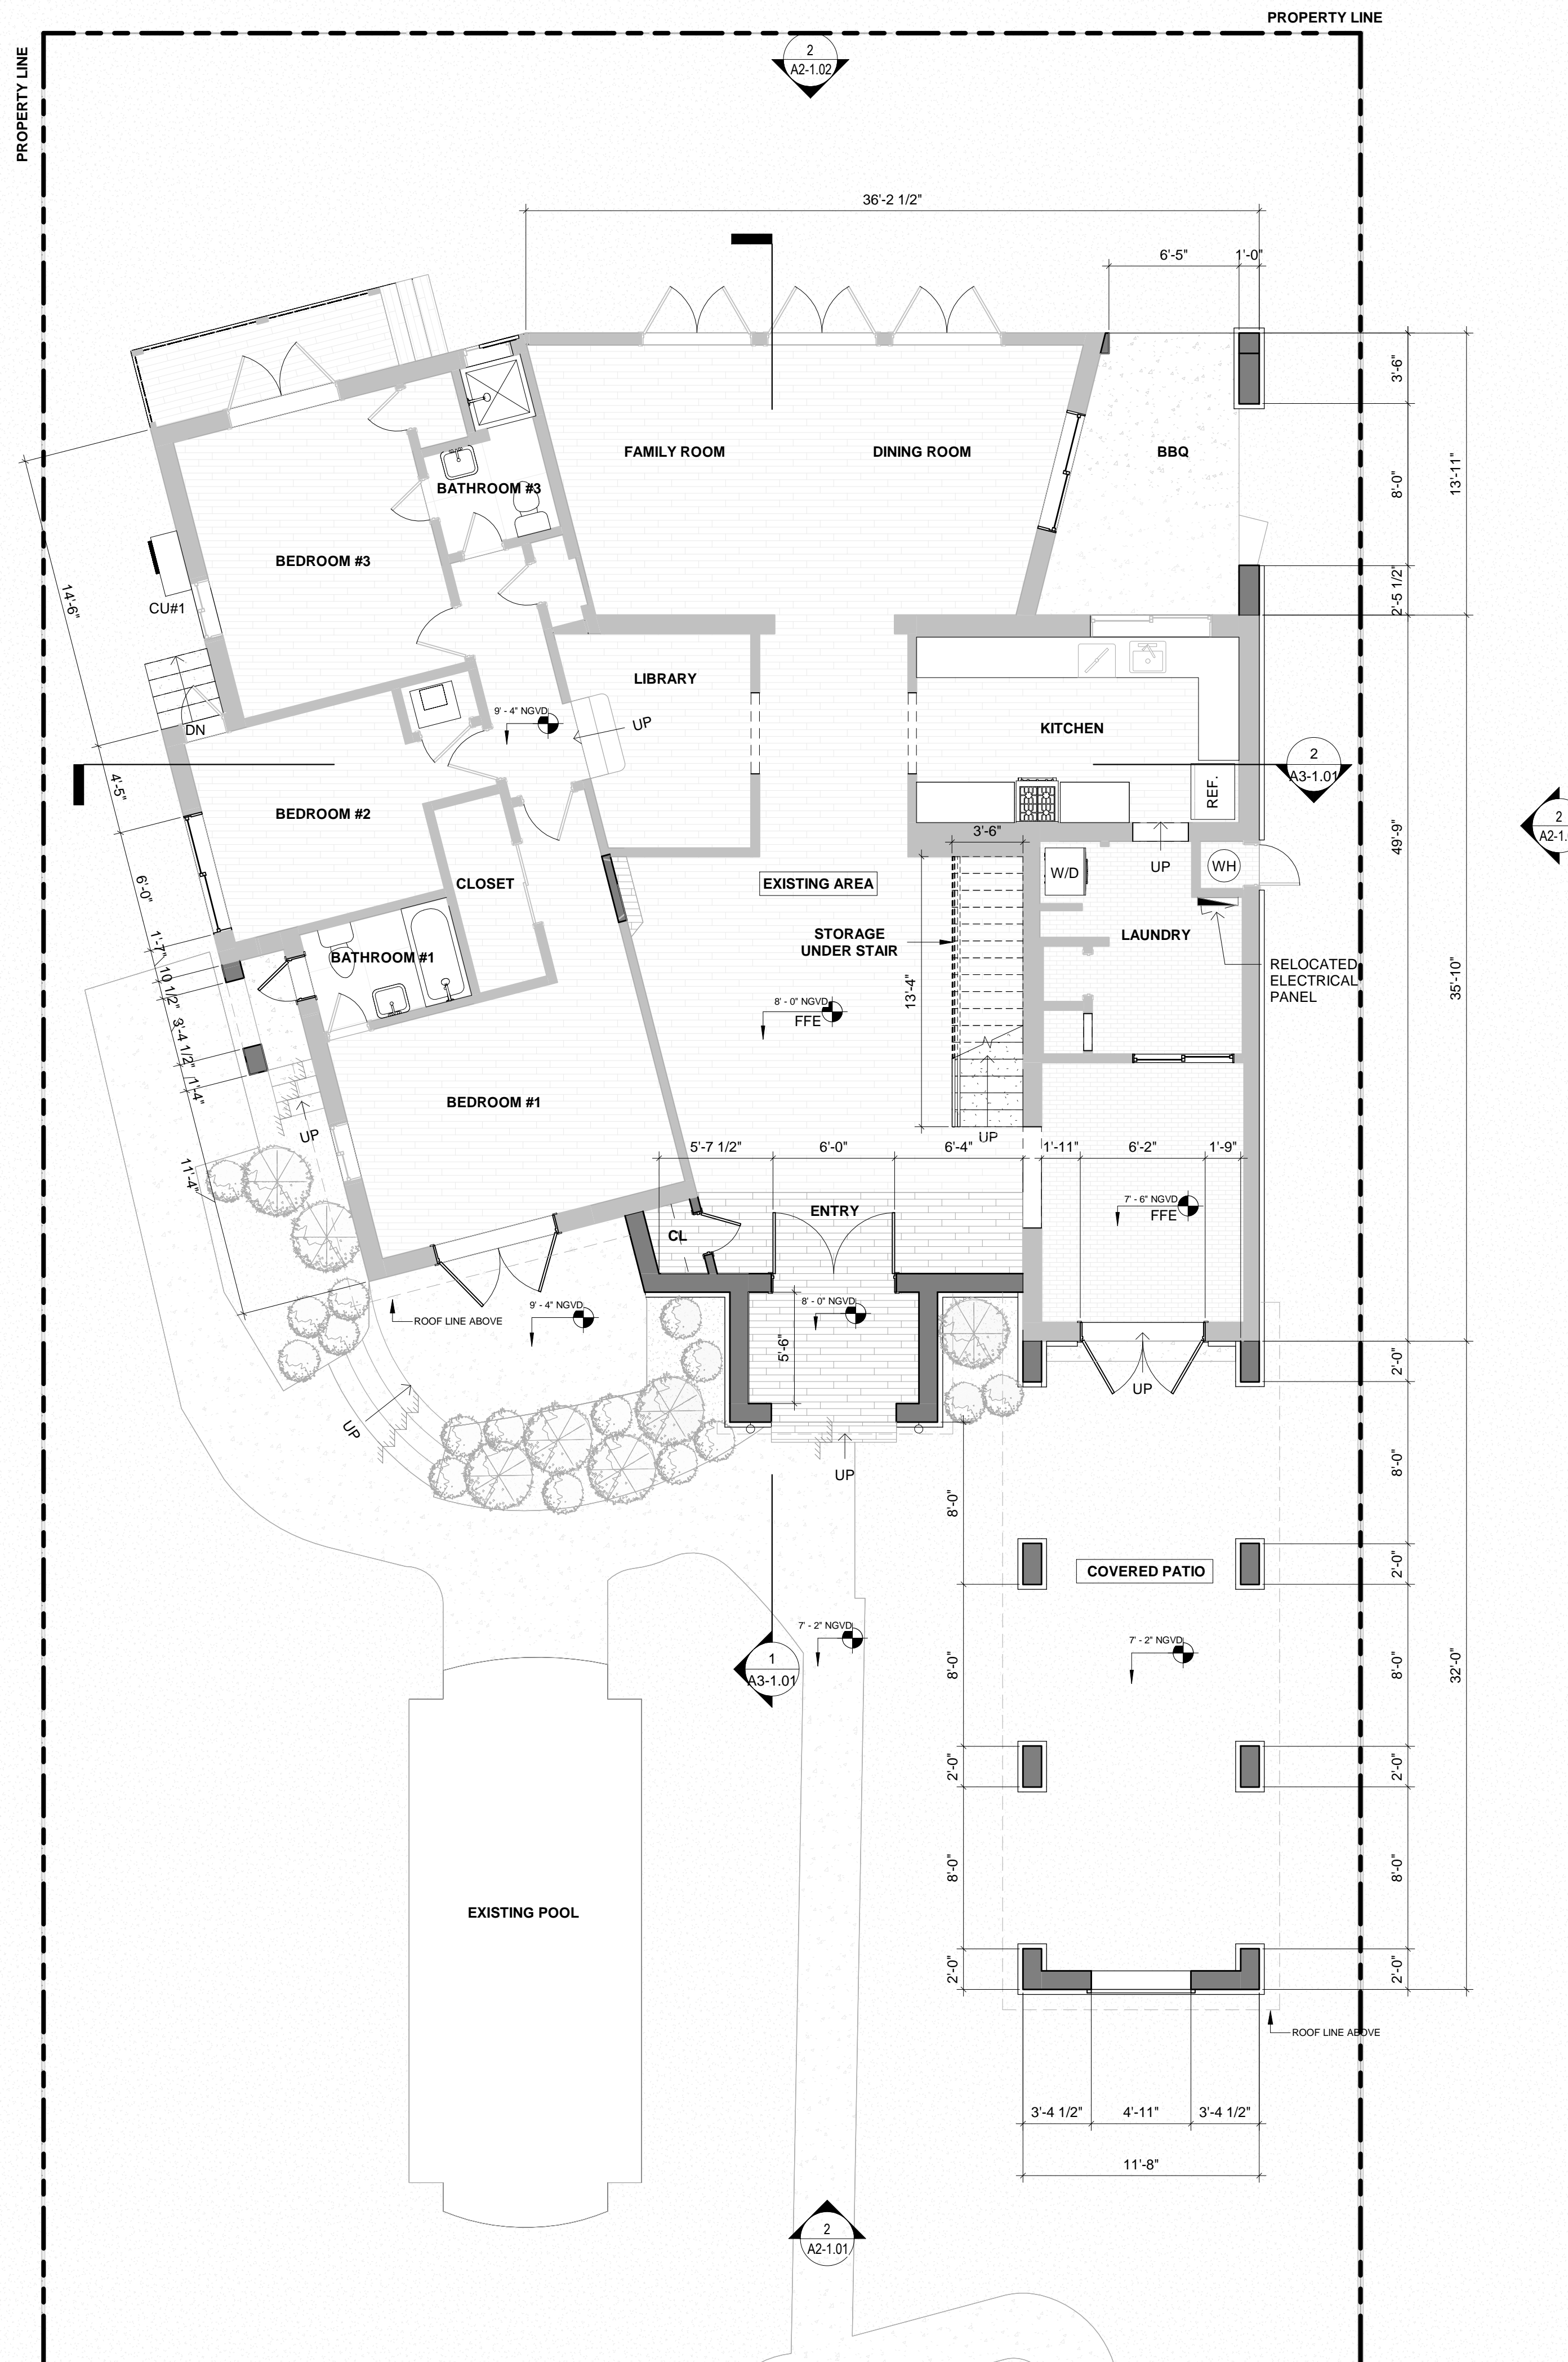 PROPERTY LINE
PROPERTY LINE
2
A2-1.02
36'-2 1/2"
6'-5"
1'-0"
3'-6"
FAMILY ROOM
DINING ROOM
BBQ
8'-0"
13'-11"
BATHROOM #3
BEDROOM #3
14'-6"
CU#1
2'-5 1/2"
LIBRARY
9' - 4" NGVD
UP
KITCHEN
DN
2
A3-1.01
4'-5"
REF.
BEDROOM #2
2
3'-6"
49'-9"
UP
WH
W/D
6'-0"
CLOSET
EXISTING AREA
STORAGE
UNDER STAIR
LAUNDRY
1'-7"
BATHROOM #1
RELOCATED
ELECTRICAL
PANEL
10 1/2"
13'-4"
35'-10"
8' - 0" NGVD
FFE
3'-4 1/2"
1'-4"
BEDROOM #1
UP
UP
5'-7 1/2"
6'-0"
6'-4"
1'-11"
6'-2"
1'-9"
11'-4"
7' - 6" NGVD
FFE
ENTRY
CL
9' - 4" NGVD
8' - 0" NGVD
ROOF LINE ABOVE
5'-6"
2'-0"
UP
UP
UP
8'-0"
8'-0"
COVERED PATIO
2'-0"
7' - 2" NGVD
7' - 2" NGVD
1
A3-1.01
8'-0"
8'-0"
32'-0"
2'-0"
2'-0"
8'-0"
8'-0"
EXISTING POOL
2'-0"
2'-0"
ROOF LINE ABOVE
3'-4 1/2"
4'-11"
3'-4 1/2"
11'-8"
2
A2-1.01